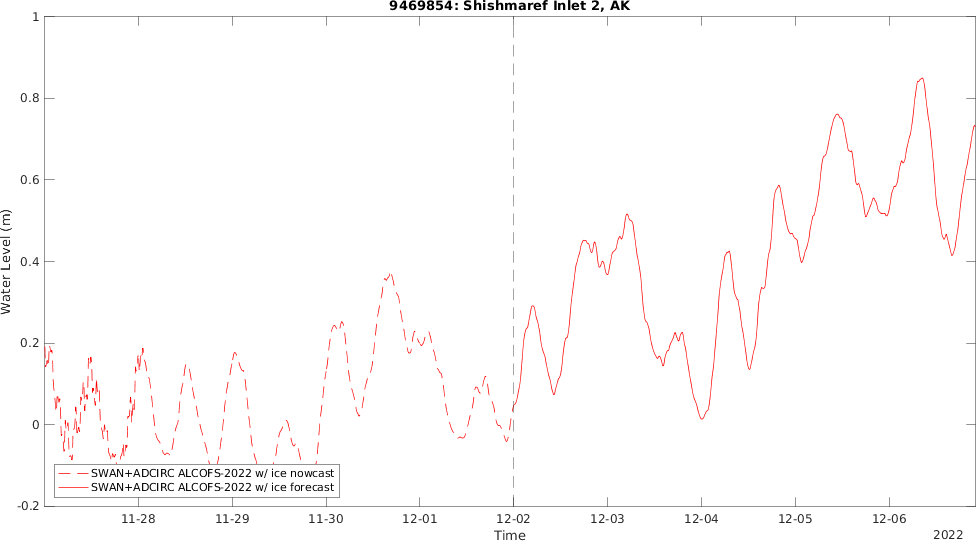 9469854: Shishmaref Inlet 2, AK
1
0.8
0.6
0.4
0.2
0
-0.2
Water Level (m)
SWAN+ADCIRC ALCOFS-2022 w/ ice nowcast
SWAN+ADCIRC ALCOFS-2022 w/ ice forecast
11-28 11-29 11-30 12-01 12-02 12-03 12-04 12-05 12-06
Time
2022